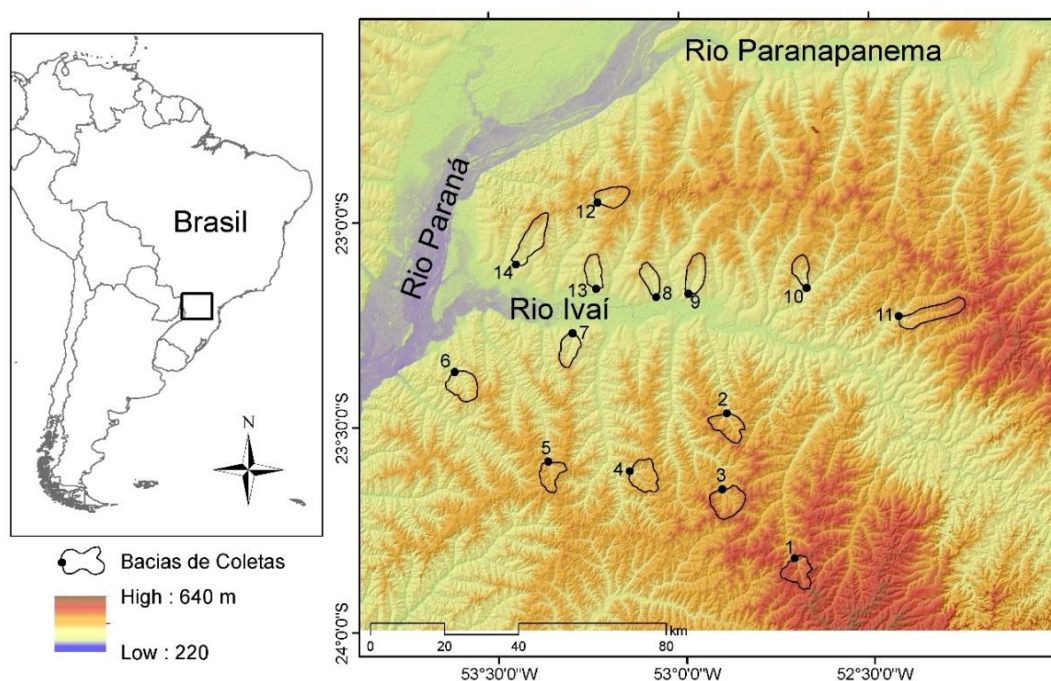 Brasil
N
Bacias de Coletas
High : 640 m
Low : 220
Rio Paranapanema
Rio Paraná
Rio Ivaí
12
14
13
8
9
10
11
7
6
2
5
4
3
1
23°0'0"S
23°30'0"S
24°0'0"S
0 20 40 80
km
53°30'0"W 53°0'0"W 52°30'0"W